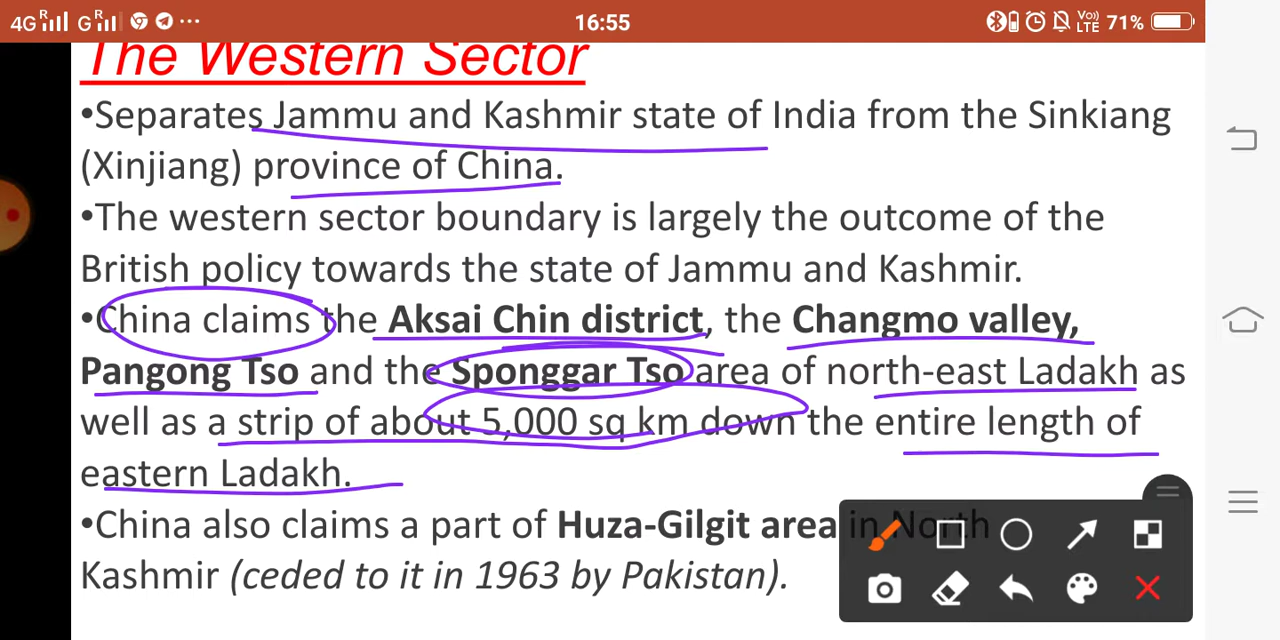 4G R G R 16:55 Vo) LTE 71%
The Western Sector
•Separates Jammu and Kashmir state of India from the Sinkiang
(Xinjiang) province of China.
•The western sector boundary is largely the outcome of the
British policy towards the state of Jammu and Kashmir.
•China claims the Aksai Chin district, the Changmo valley,
Pangong Tso and the Sponggar Tso area of north-east Ladakh as
well as a strip of about 5,000 sq km down the entire length of
eastern Ladakh.
•China also claims a part of Huza-Gilgit area in North
Kashmir (ceded to it in 1963 by Pakistan).